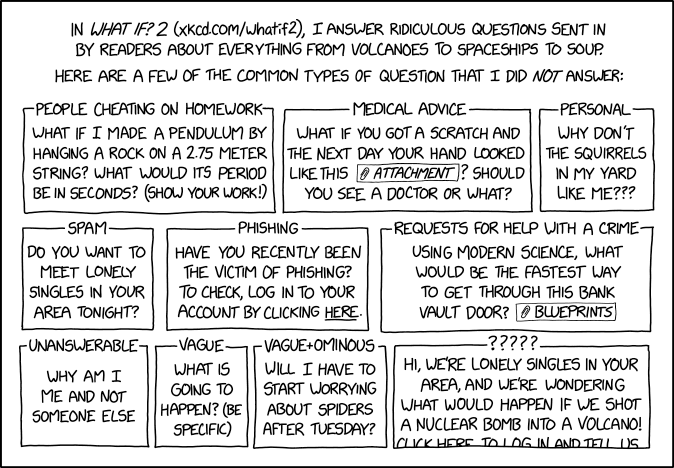 IN WHAT IF? 2 (xkcd.com/whatif2), I ANSWER RIDICULOUS QUESTIONS SENT IN
BY READERS ABOUT EVERYTHING FROM VOLCANOES TO SPACESHIPS TO SOUP.
HERE ARE A FEW OF THE COMMON TYPES OF QUESTION THAT I DID NOT ANSWER:
PEOPLE CHEATING ON HOMEWORK
WHAT IF I MADE A PENDULUM BY
HANGING A ROCK ON A 2.75 METER
STRING? WHAT WOULD ITS PERIOD
BE IN SECONDS? (SHOW YOUR WORK!)
MEDICAL ADVICE
WHAT IF YOU GOT A SCRATCH AND
THE NEXT DAY YOUR HAND LOOKED
LIKE THIS ATTACHMENT? SHOULD
YOU SEE A DOCTOR OR WHAT?
PERSONAL
WHY DON'T
THE SQUIRRELS
IN MY YARD
LIKE ME???
SPAM
DO YOU WANT TO
MEET LONELY
SINGLES IN YOUR
AREA TONIGHT?
PHISHING
HAVE YOU RECENTLY BEEN
THE VICTIM OF PHISHING?
TO CHECK, LOG IN TO YOUR
ACCOUNT BY CLICKING HERE.
REQUESTS FOR HELP WITH A CRIME
USING MODERN SCIENCE, WHAT
WOULD BE THE FASTEST WAY
TO GET THROUGH THIS BANK
VAULT DOOR? BLUEPRINTS
UNANSWERABLE
WHY AM I
ME AND NOT
SOMEONE ELSE
VAGUE
WHAT IS
GOING TO
HAPPEN? (BE
SPECIFIC)
VAGUE+OMINOUS
WILL I HAVE TO
START WORRYING
ABOUT SPIDERS
AFTER TUESDAY?
?????
HI, WE'RE LONELY SINGLES IN YOUR
AREA, AND WE'RE WONDERING
WHAT WOULD HAPPEN IF WE SHOT
A NUCLEAR BOMB INTO A VOLCANO!
CLICK HERE TO LOG IN AND TELL US